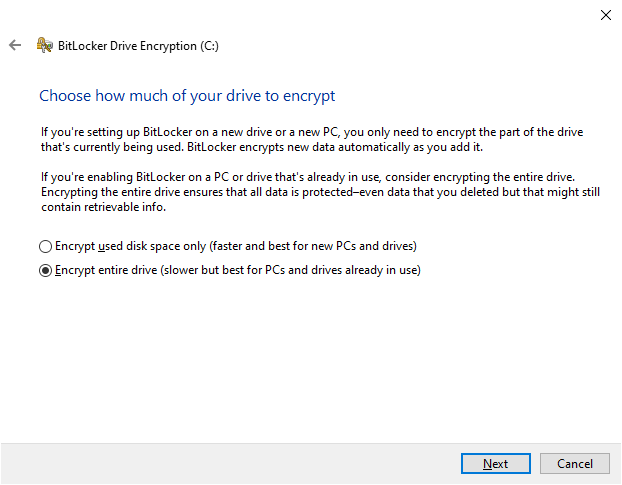 BitLocker Drive Encryption (C:)
Choose how much of your drive to encrypt
If you're setting up BitLocker on a new drive or a new PC, you only need to encrypt the part of the drive
that's currently being used. BitLocker encrypts new data automatically as you add it.
If you're enabling BitLocker on a PC or drive that's already in use, consider encrypting the entire drive.
Encrypting the entire drive ensures that all data is protected–even data that you deleted but that might still
contain retrievable info.
Encrypt used disk space only (faster and best for new PCs and drives)
Encrypt entire drive (slower but best for PCs and drives already in use)
Next
Cancel